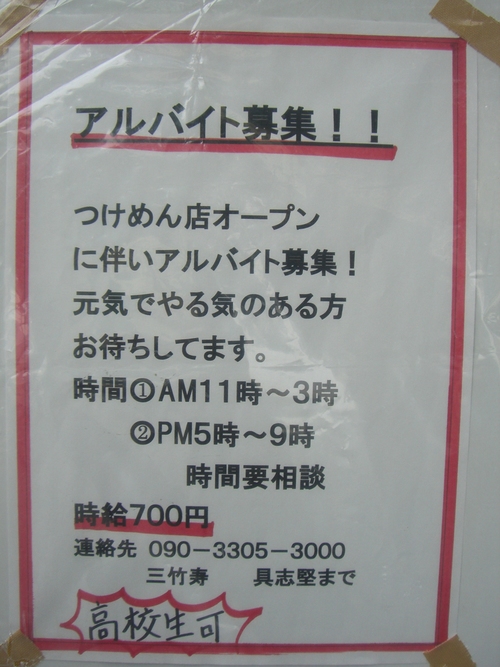 アルバイト募集!!
つけめん店オープン
に伴いアルバイト募集!
元気でやる気のある方
お待ちしてます。
時間①AM11時～3時
②PM5時～9時
時間要相談
時給700円
連絡先 090－3305－3000
三竹寿 具志堅まで
高校生可